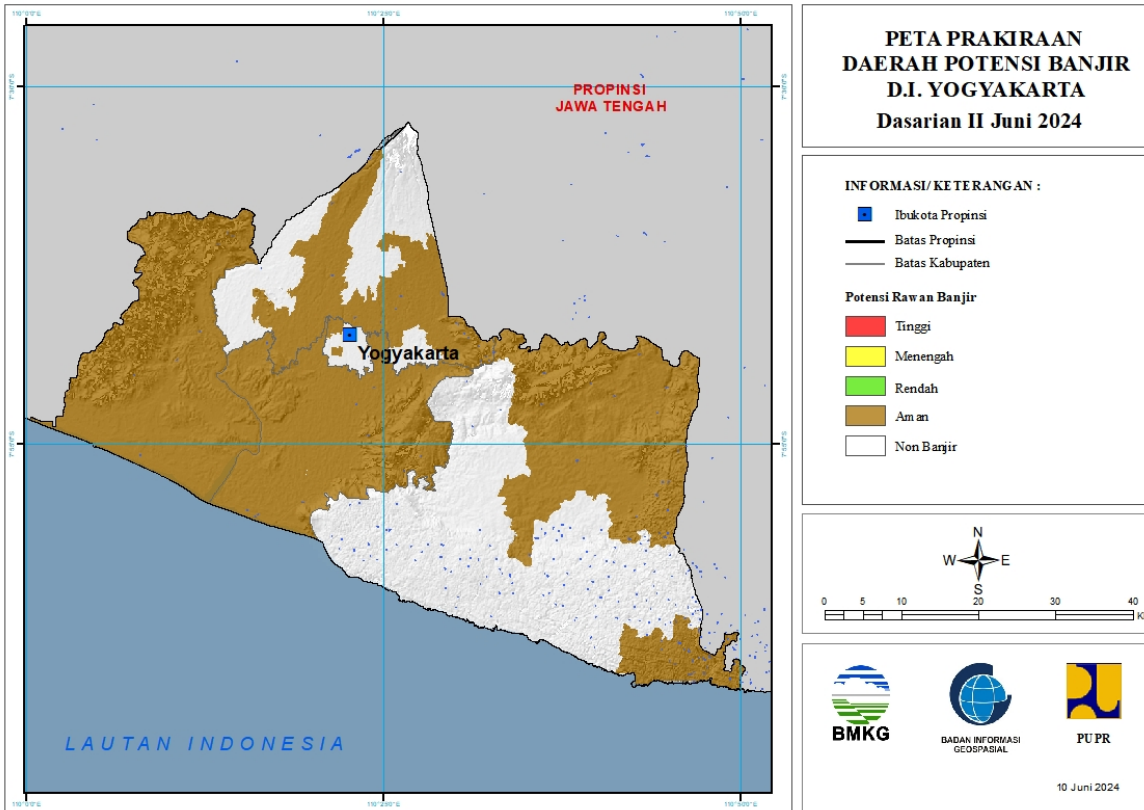 PETA PRAKIRAAN
DAERAH POTENSI BANJIR
D.I. YOGYAKARTA
Dasarian II Juni 2024
INFORMASI/KETERANGAN :
Ibukota Propinsi
Batas Propinsi
Batas Kabupaten
Potensi Rawan Banjir
Tinggi
Menengah
Rendah
Aman
Non Banjir
N
W E
S
0 5 10 20 30 40
BMKG
BADAN INFORMASI
GEOSPASIAL
PUPR
10 Juni 2024
PROPINSI
JAWA TENGAH
Yogyakarta
LAUTAN INDONESIA